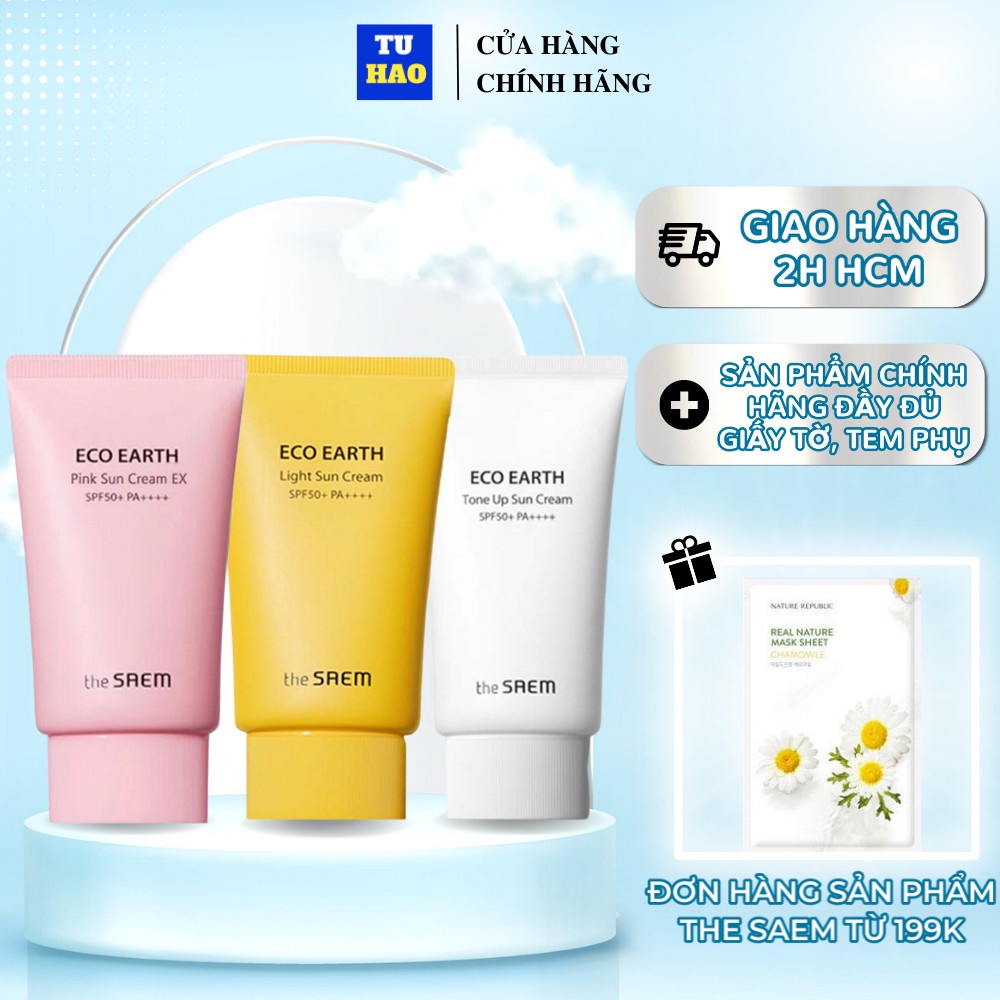 TU
HAO
CỬA HÀNG
CHÍNH HÃNG
GIAO HÀNG
2H HCM
SẢN PHẨM CHÍNH
HÃNG ĐẦY ĐỦ
GIẤY TỜ, TEM PHỤ
ECO EARTH
Pink Sun Cream EX
SPF50+ PA++++
the SAEM
ECO EARTH
Light Sun Cream
SPF50+ PA++++
the SAEM
ECO EARTH
Tone Up Sun Cream
SPF50+ PA++++
the SAEM
NATURE REPUBLIC
REAL NATURE
MASK SHEET
CHAMOMILE
ĐƠN HÀNG SẢN PHẨM
THE SAEM TỪ 199K